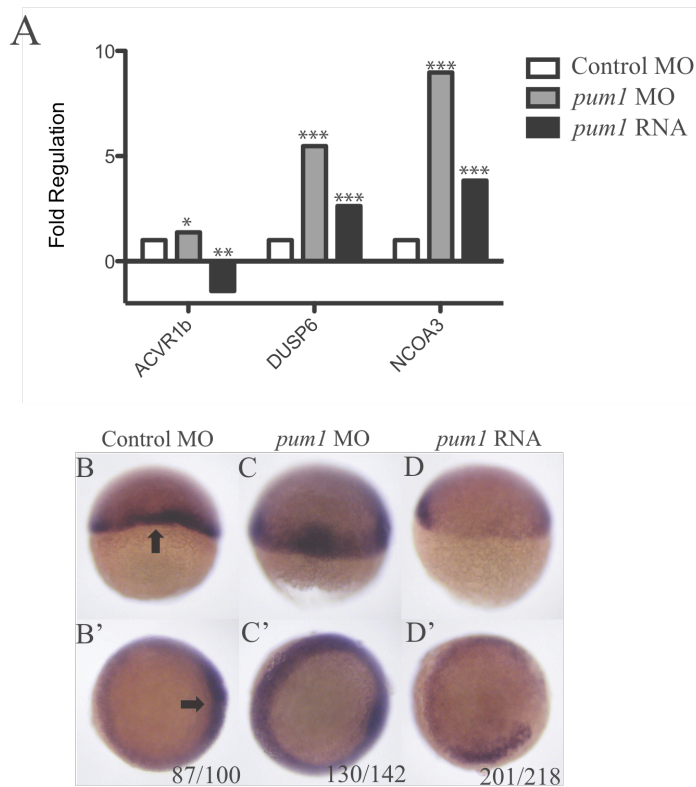 A
10
5
0
Fold Regulation
*
**
***
***
***
***
ACVR1b
DUSP6
NCOA3
Control MO
pum1 MO
pum1 RNA
Control MO
pum1 MO
pum1 RNA
B
C
D
B'
C'
D'
87/100
130/142
201/218